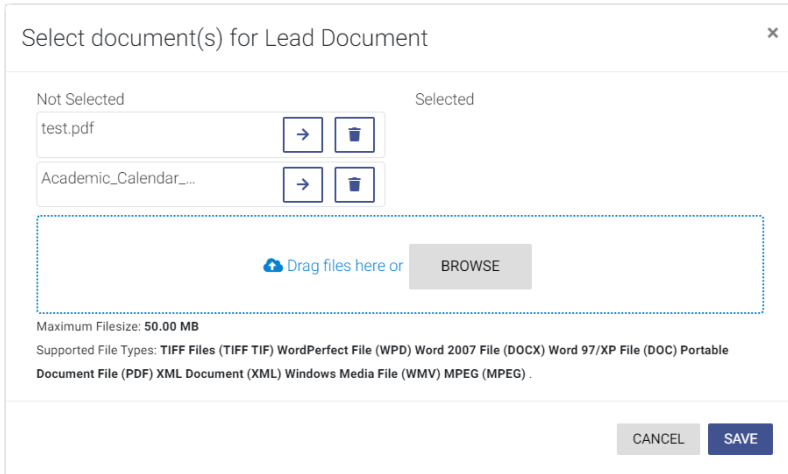 Select document(s) for Lead Document
×
Not Selected
Selected
test.pdf
Academic_Calendar_...
Drag files here or
BROWSE
Maximum Filesize: 50.00 MB
Supported File Types: TIFF Files (TIFF TIF) WordPerfect File (WPD) Word 2007 File (DOCX) Word 97/XP File (DOC) Portable
Document File (PDF) XML Document (XML) Windows Media File (WMV) MPEG (MPEG) .
CANCEL
SAVE